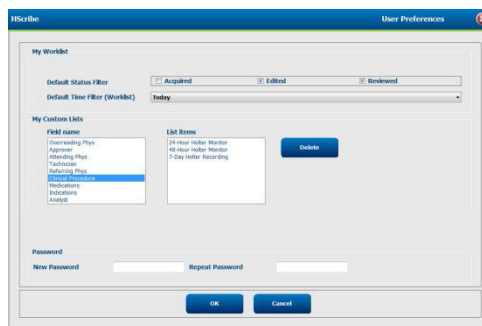 HScribe User Preferences
My Worklist
Default Status Filter Acquired Edited Reviewed
Default Time Filter (Worklist) Today
My Custom Lists
Field name List items
Overreading Phys 24-Hour Holter Monitor
Approver 48-Hour Holter Monitor
Attending Phys 7-Day Holter Recording
Technician
Referring Phys
Clinical Procedure
Medications
Indications
Analyst
Delete
Password
New Password Repeat Password
OK Cancel